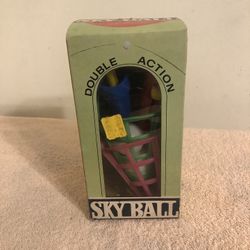 DOUBLE ACTION
SKY BALL